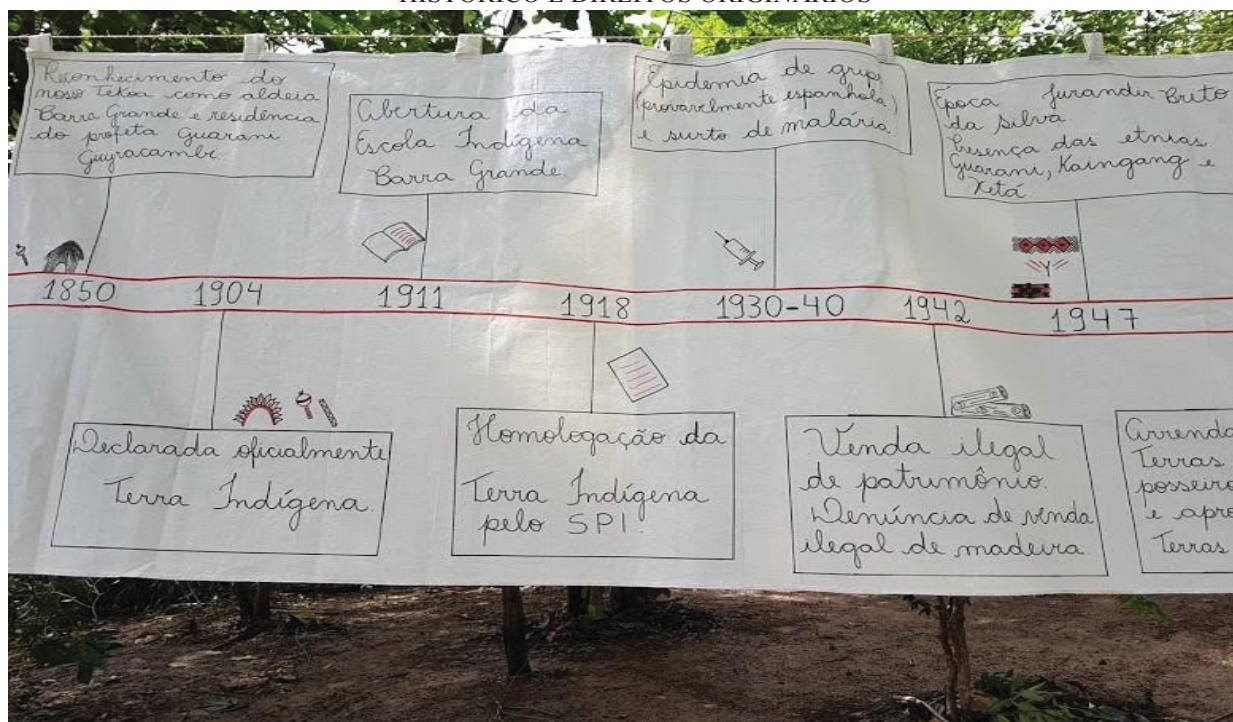 HISTÓRICO E DIREITOS ORIGINÁRIOS
Reconhecimento do
nosso Tekoa como aldeia
Barra Grande e residência
do profeta Guarani
Guyracambé
Abertura da
Escola Indígena
Barra Grande.
Epidemia de gripe
(provavelmente espanhola)
e surto de malária
Época Jurandir Brito
da Silva
Presença das etnias
Guarani, Kaingang e
Xetá.
1850
1904
1911
1918
1930-40
1942
1947
Declarada oficialmente
Terra Indígena.
Homologação da
Terra Indígena
pelo SPI.
Venda ilegal
de patrimônio.
Denúncia de venda
ilegal de madeira
Arrenda
Terras
posseiro
e apro
Terras